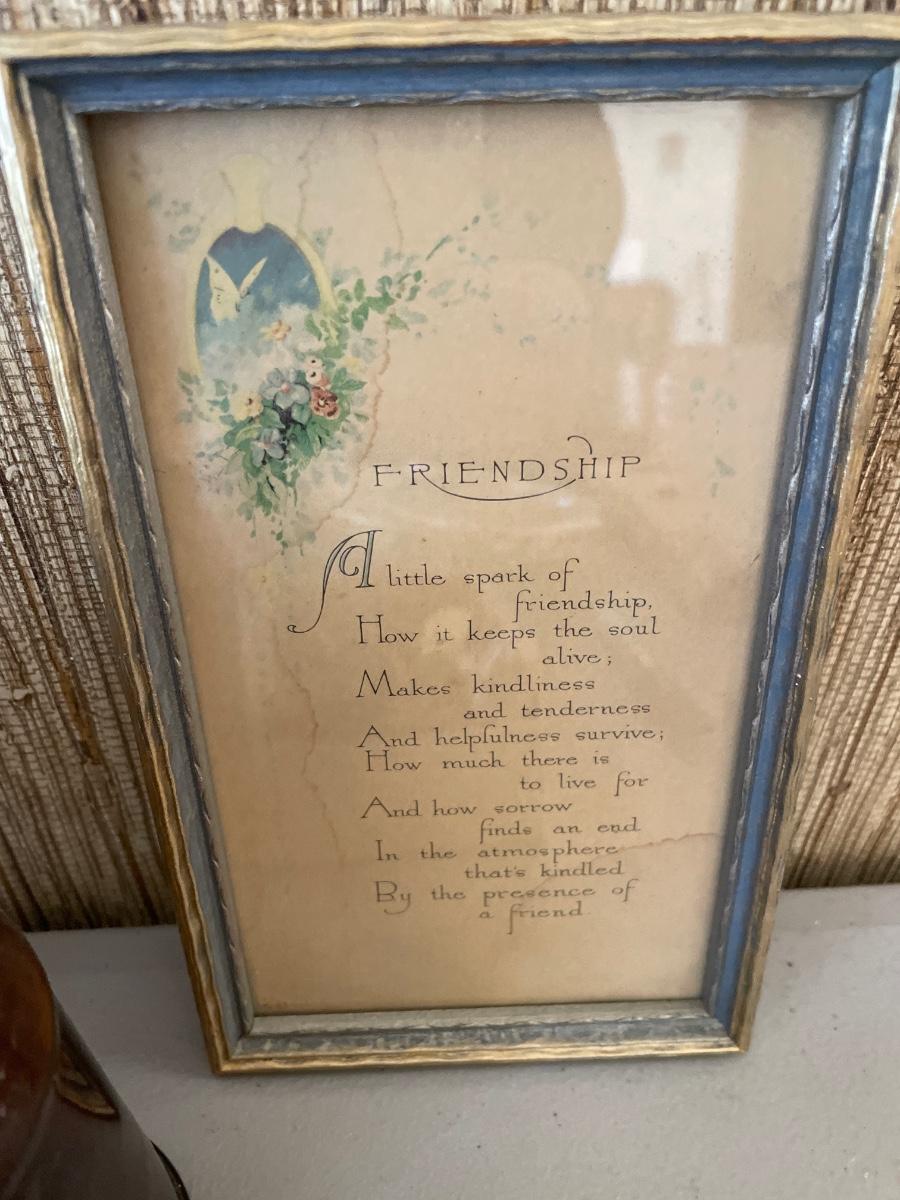 FRIENDSHIP
A little spark of
friendship,
How it keeps the soul
alive;
Makes kindliness
and tenderness
And helpfulness survive;
How much there is
to live for
And how sorrow
finds an end
In the atmosphere
that's kindled
By the presence of
a friend.